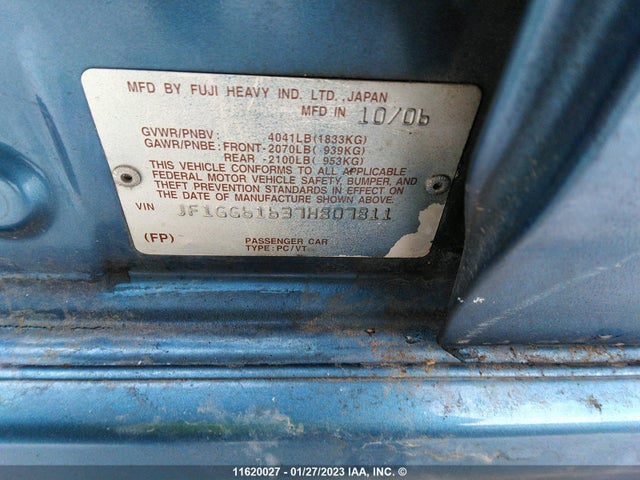 MFD BY FUJI HEAVY IND. LTD.,JAPAN
MFD IN 10/06
GVWR/PNBV : 4041LB(1833KG)
GAWR/PNBE: FRONT-2070LB( 939KG)
REAR -2100LB( 953KG)
THIS VEHICLE CONFORMS TO ALL APPLICABLE
FEDERAL MOTOR VEHICLE SAFETY, BUMPER, AND
THEFT PREVENTION STANDARDS IN EFFECT ON
THE DATE OF MANUFACTURE SHOWN ABOVE.
VIN JF1GG61637H807811
(FP)
PASSENGER CAR
TYPE:PC/VT
11620027 - 01/27/2023 IAA, INC. ©